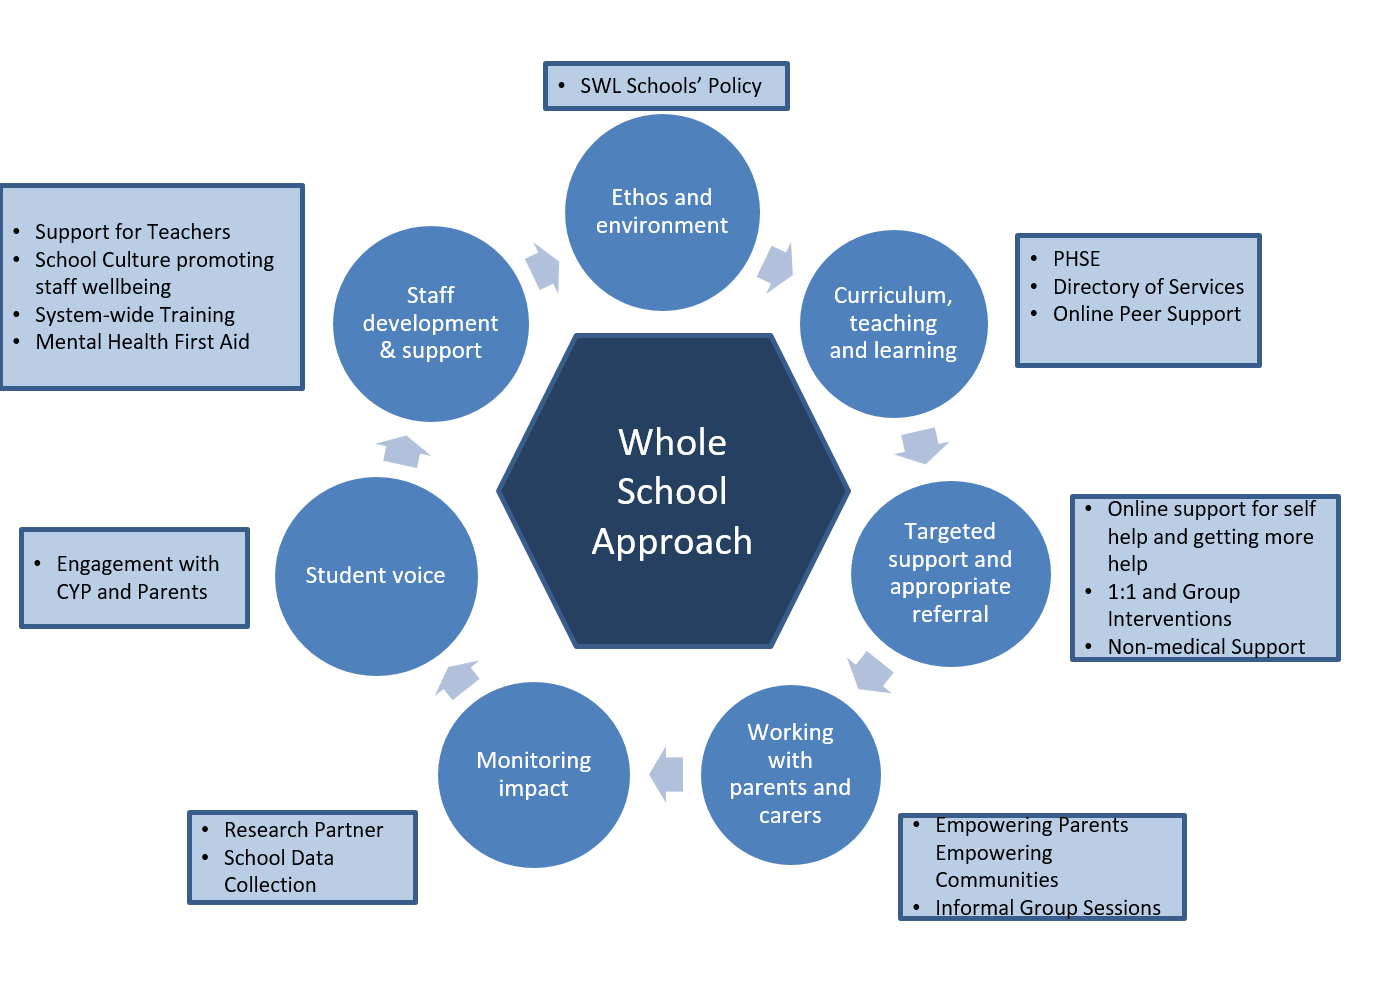 • SWL Schools’ Policy
Ethos and
environment
• Support for Teachers
• School Culture promoting
staff wellbeing
• System-wide Training
• Mental Health First Aid
Staff
development
& support
Curriculum,
teaching
and learning
• PHSE
• Directory of Services
• Online Peer Support
Whole
School
Approach
• Engagement with
CYP and Parents
Student voice
Targeted
support and
appropriate
referral
• Online support for self
help and getting more
help
• 1:1 and Group
Interventions
• Non-medical Support
Monitoring
impact
Working
with
parents and
carers
• Research Partner
• School Data
Collection
• Empowering Parents
Empowering
Communities
• Informal Group Sessions